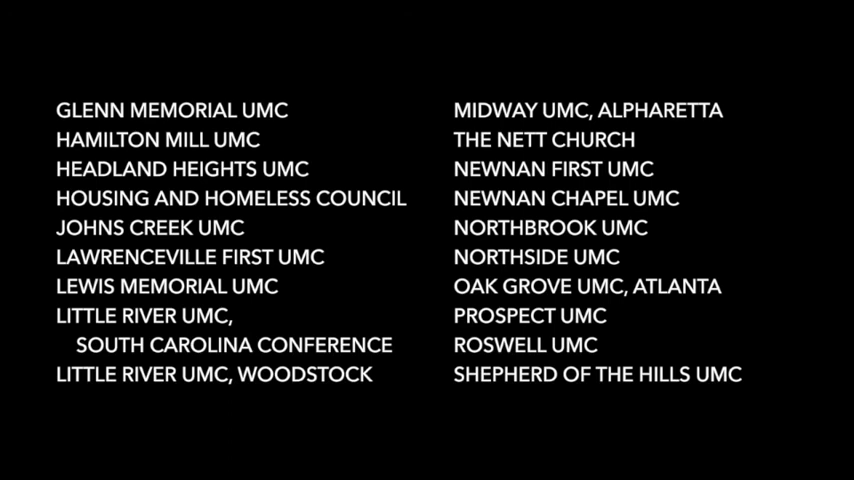 GLENN MEMORIAL UMC
HAMILTON MILL UMC
HEADLAND HEIGHTS UMC
HOUSING AND HOMELESS COUNCIL
JOHNS CREEK UMC
LAWRENCEVILLE FIRST UMC
LEWIS MEMORIAL UMC
LITTLE RIVER UMC,
SOUTH CAROLINA CONFERENCE
LITTLE RIVER UMC, WOODSTOCK
MIDWAY UMC, ALPHARETTA
THE NETT CHURCH
NEWNAN FIRST UMC
NEWNAN CHAPEL UMC
NORTHBROOK UMC
NORTHSIDE UMC
OAK GROVE UMC, ATLANTA
PROSPECT UMC
ROSWELL UMC
SHEPHERD OF THE HILLS UMC